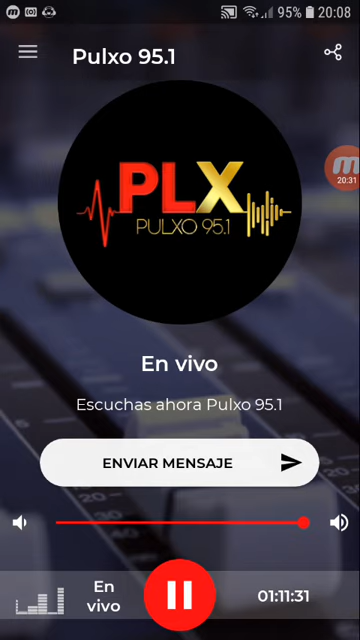 95% 20:08
Pulxo 95.1
20:31
PLX
PULXO 95.1
En vivo
Escuchas ahora Pulxo 95.1
ENVIAR MENSAJE
En
vivo
01:11:31